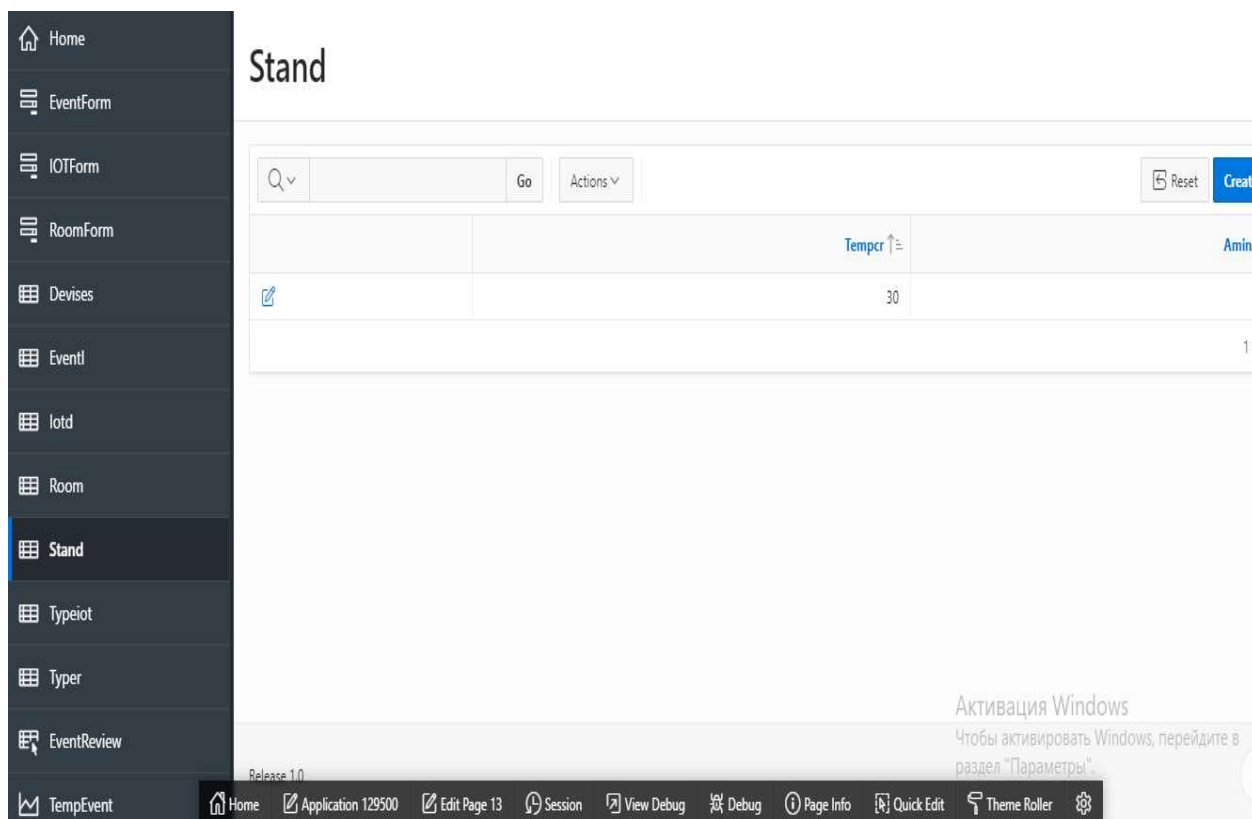 Home
EventForm
IOTForm
RoomForm
Devises
Eventl
Iotd
Room
Stand
Typeiot
Typer
EventReview
TempEvent
Stand
Go
Actions
Reset
Creat
Tempcr
Amin
30
1
Release 1.0
Активация Windows
Чтобы активировать Windows, перейдите в
раздел "Параметры".
Home Application 129500 Edit Page 13 Session View Debug Debug Page Info Quick Edit Theme Roller